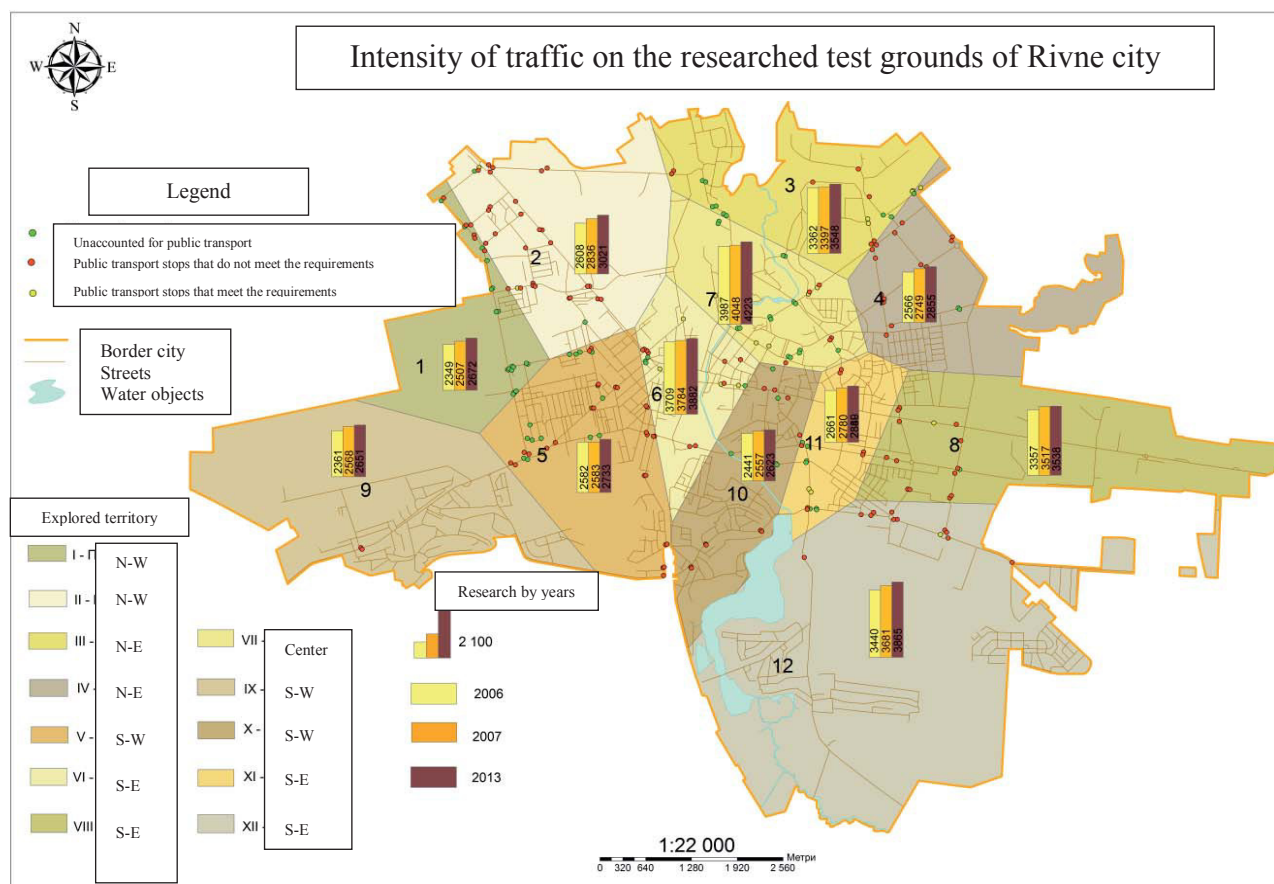 N
W E
S
Intensity of traffic on the researched test grounds of Rivne city
Legend
Unaccounted for public transport
Public transport stops that do not meet the requirements
Public transport stops that meet the requirements
Border city
Streets
Water objects
3
3362
3397
3548
2
2608
2836
3021
7
3987
4048
4223
4
2566
2749
2855
1
2349
2507
2672
6
3709
3784
3882
11
2661
2780
2889
8
3357
3517
3538
5
2582
2583
2733
10
2441
2557
2623
9
2361
2568
2651
12
3440
3681
3865
Explored territory
I - N-W
II - N-W
III - N-E
IV - N-E
V - S-W
VI - S-E
VIII S-E
VII - Center
IX - S-W
X - S-W
XI - S-E
XII - S-E
Research by years
2 100
2006
2007
2013
1:22 000
Метри
0 320 640 1 280 1 920 2 560